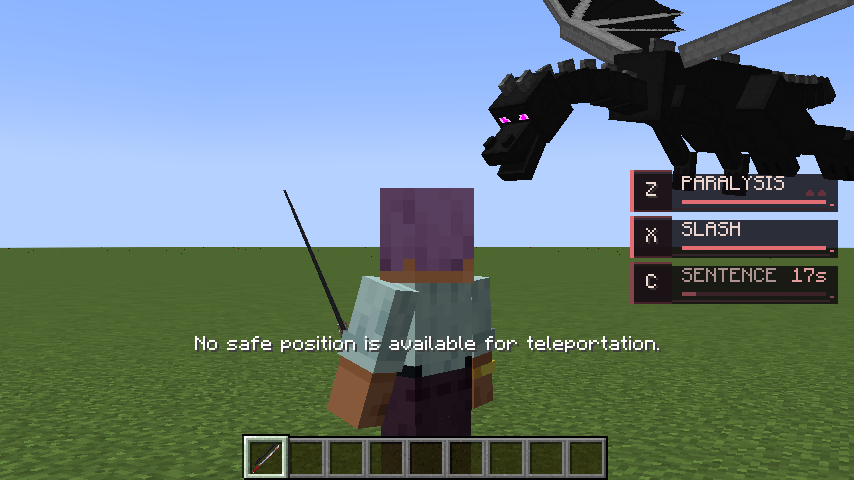 Z PARALYSIS
X SLASH
C SENTENCE 17s
No safe position is available for teleportation.